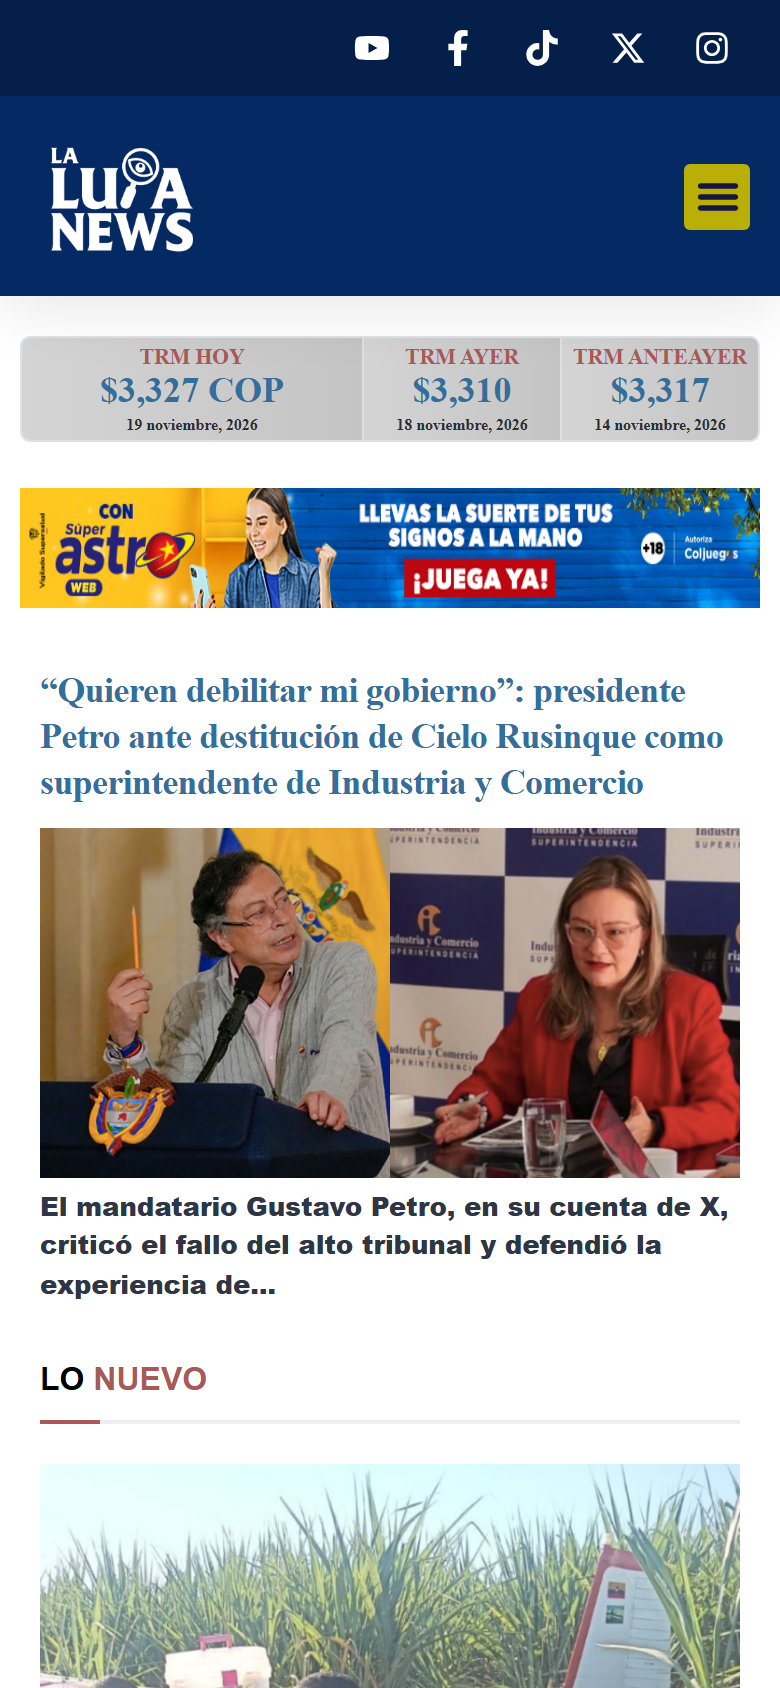 LA
LUPA
NEWS
TRM HOY
$3,327 COP
19 noviembre, 2026
TRM AYER
$3,310
18 noviembre, 2026
TRM ANTEAYER
$3,317
14 noviembre, 2026
CON
Súper
astro
WEB
LLEVAS LA SUERTE DE TUS
SIGNOS A LA MANO
¡JUEGA YA!
+18
Autoriza
Coljuegos
“Quieren debilitar mi gobierno”: presidente
Petro ante destitución de Cielo Rusinque como
superintendente de Industria y Comercio
Industria y Comercio
SUPERINTENDENCIA
El mandatario Gustavo Petro, en su cuenta de X,
criticó el fallo del alto tribunal y defendió la
experiencia de...
LO NUEVO